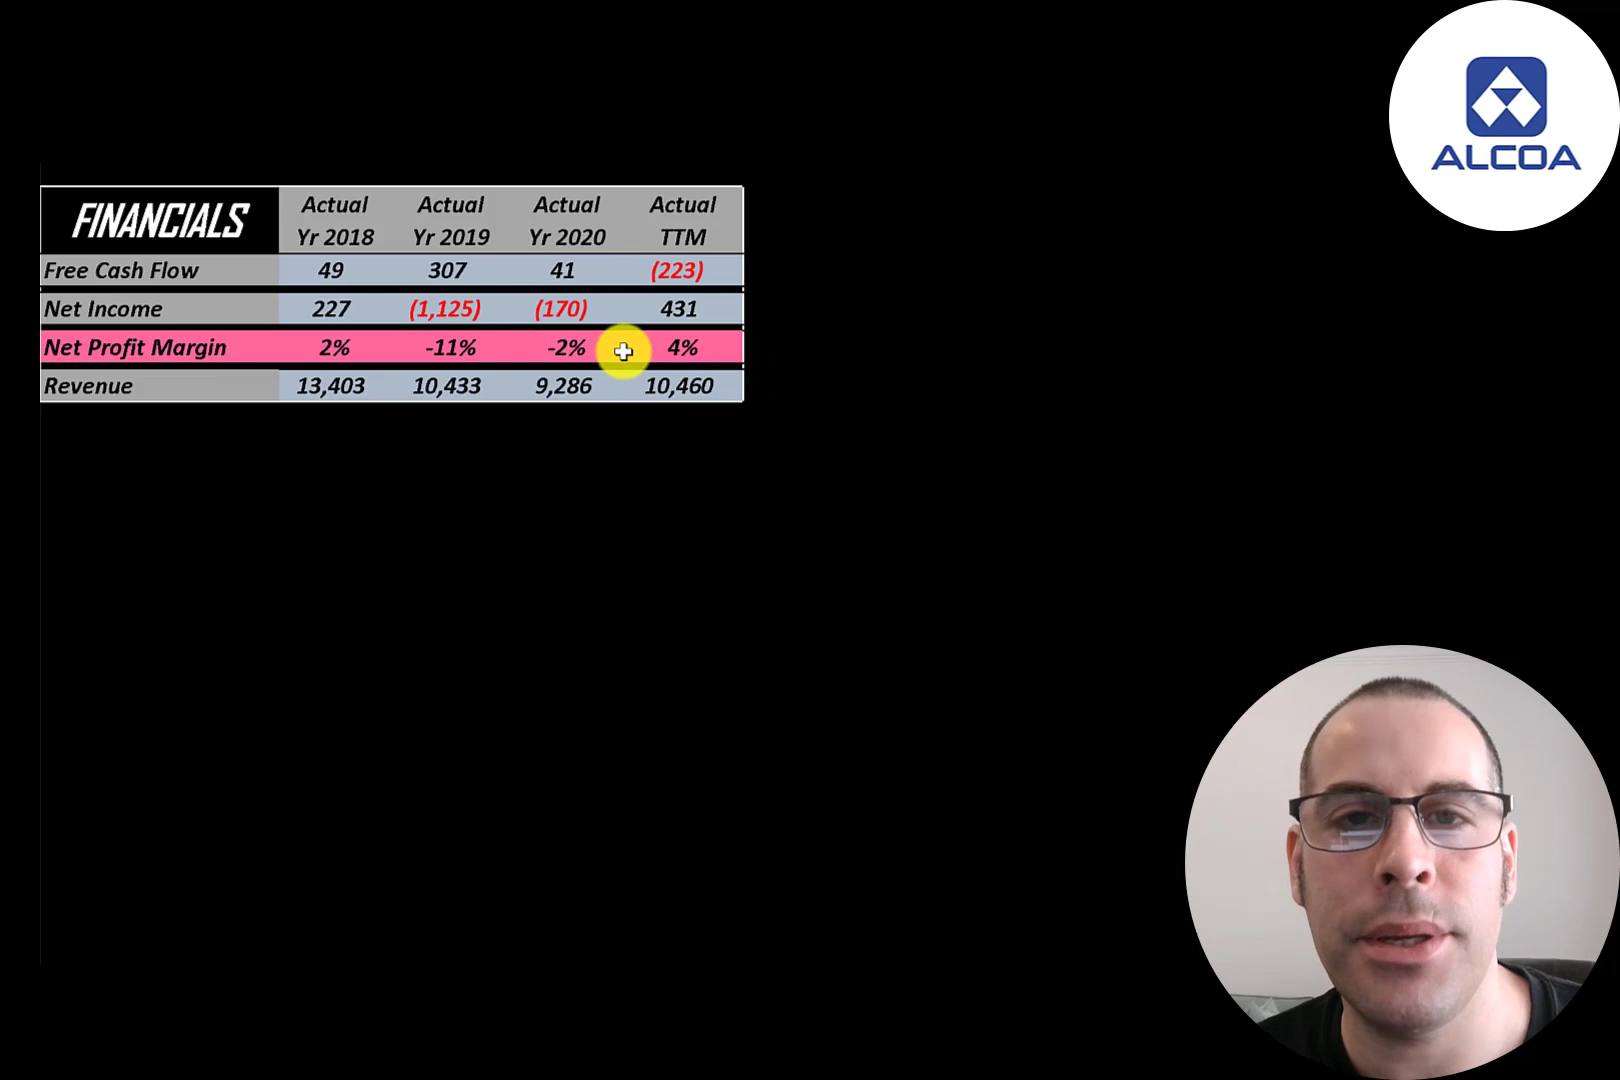 ALCOA
FINANCIALS Actual Yr 2018 Actual Yr 2019 Actual Yr 2020 Actual TTM
Free Cash Flow 49 307 41 (223)
Net Income 227 (1,125) (170) 431
Net Profit Margin 2% -11% -2% 4%
Revenue 13,403 10,433 9,286 10,460